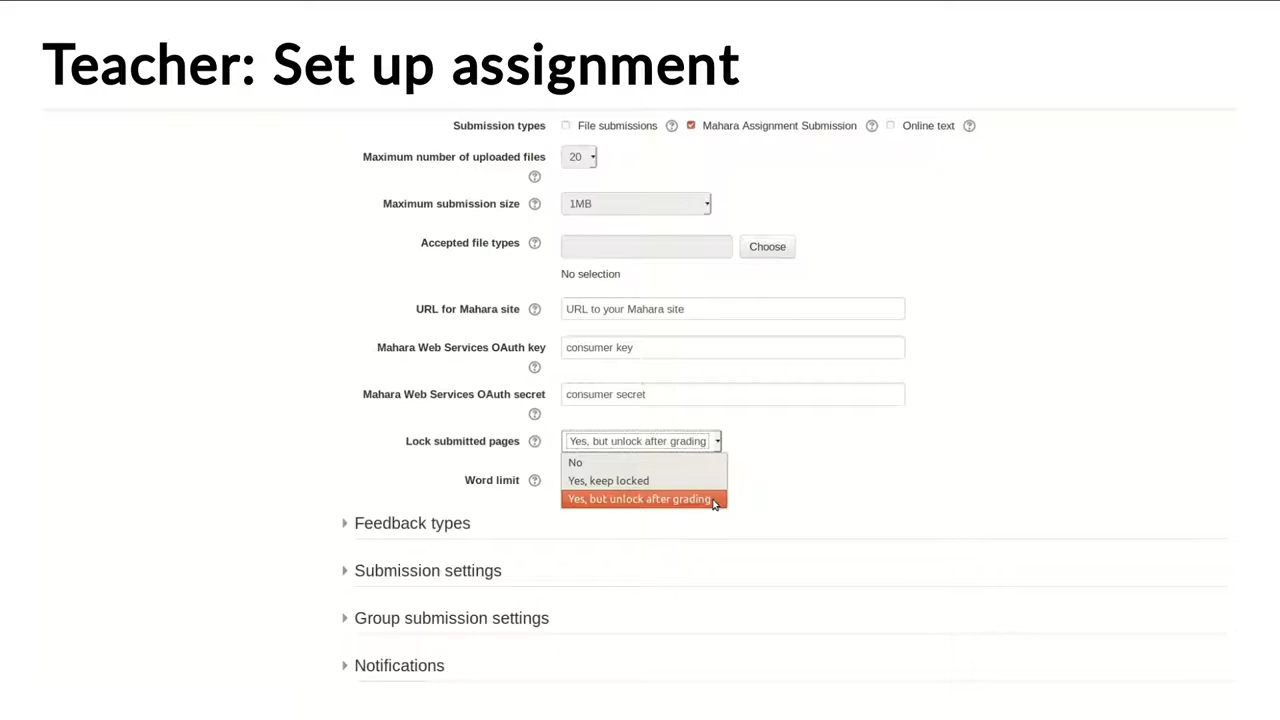 Teacher: Set up assignment
Submission types File submissions Mahara Assignment Submission Online text
Maximum number of uploaded files 20
Maximum submission size 1MB
Accepted file types Choose
No selection
URL for Mahara site URL to your Mahara site
Mahara Web Services OAuth key consumer key
Mahara Web Services OAuth secret consumer secret
Lock submitted pages Yes, but unlock after grading
No
Word limit Yes, keep locked
Yes, but unlock after grading
Feedback types
Submission settings
Group submission settings
Notifications